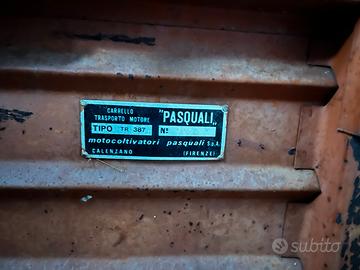 CARRELLO
TRASPORTO MOTORE
"PASQUALI"
TIPO TR 387 N°
motocoltivatori pasquali S.p.A.
CALENZANO (FIRENZE)
subito